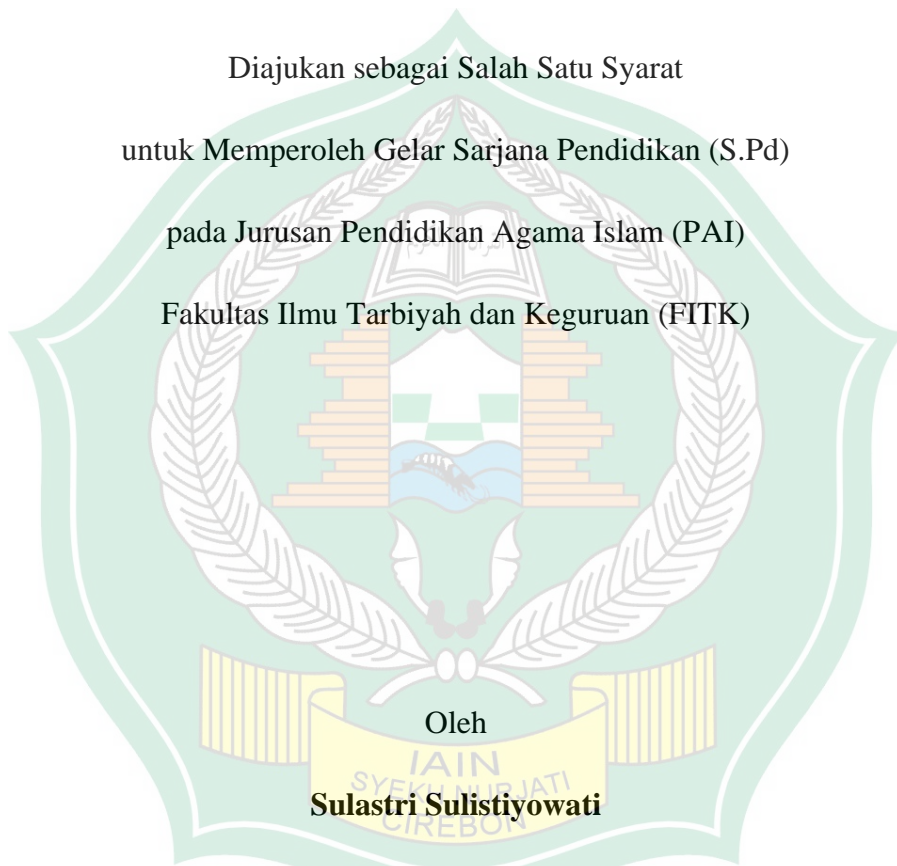 Diajukan sebagai Salah Satu Syarat
untuk Memperoleh Gelar Sarjana Pendidikan (S.Pd)
pada Jurusan Pendidikan Agama Islam (PAI)
Fakultas Ilmu Tarbiyah dan Keguruan (FITK)
Oleh
IAIN
SYEKH NURJATI
Sulastri Sulistiyowati
CIREBON